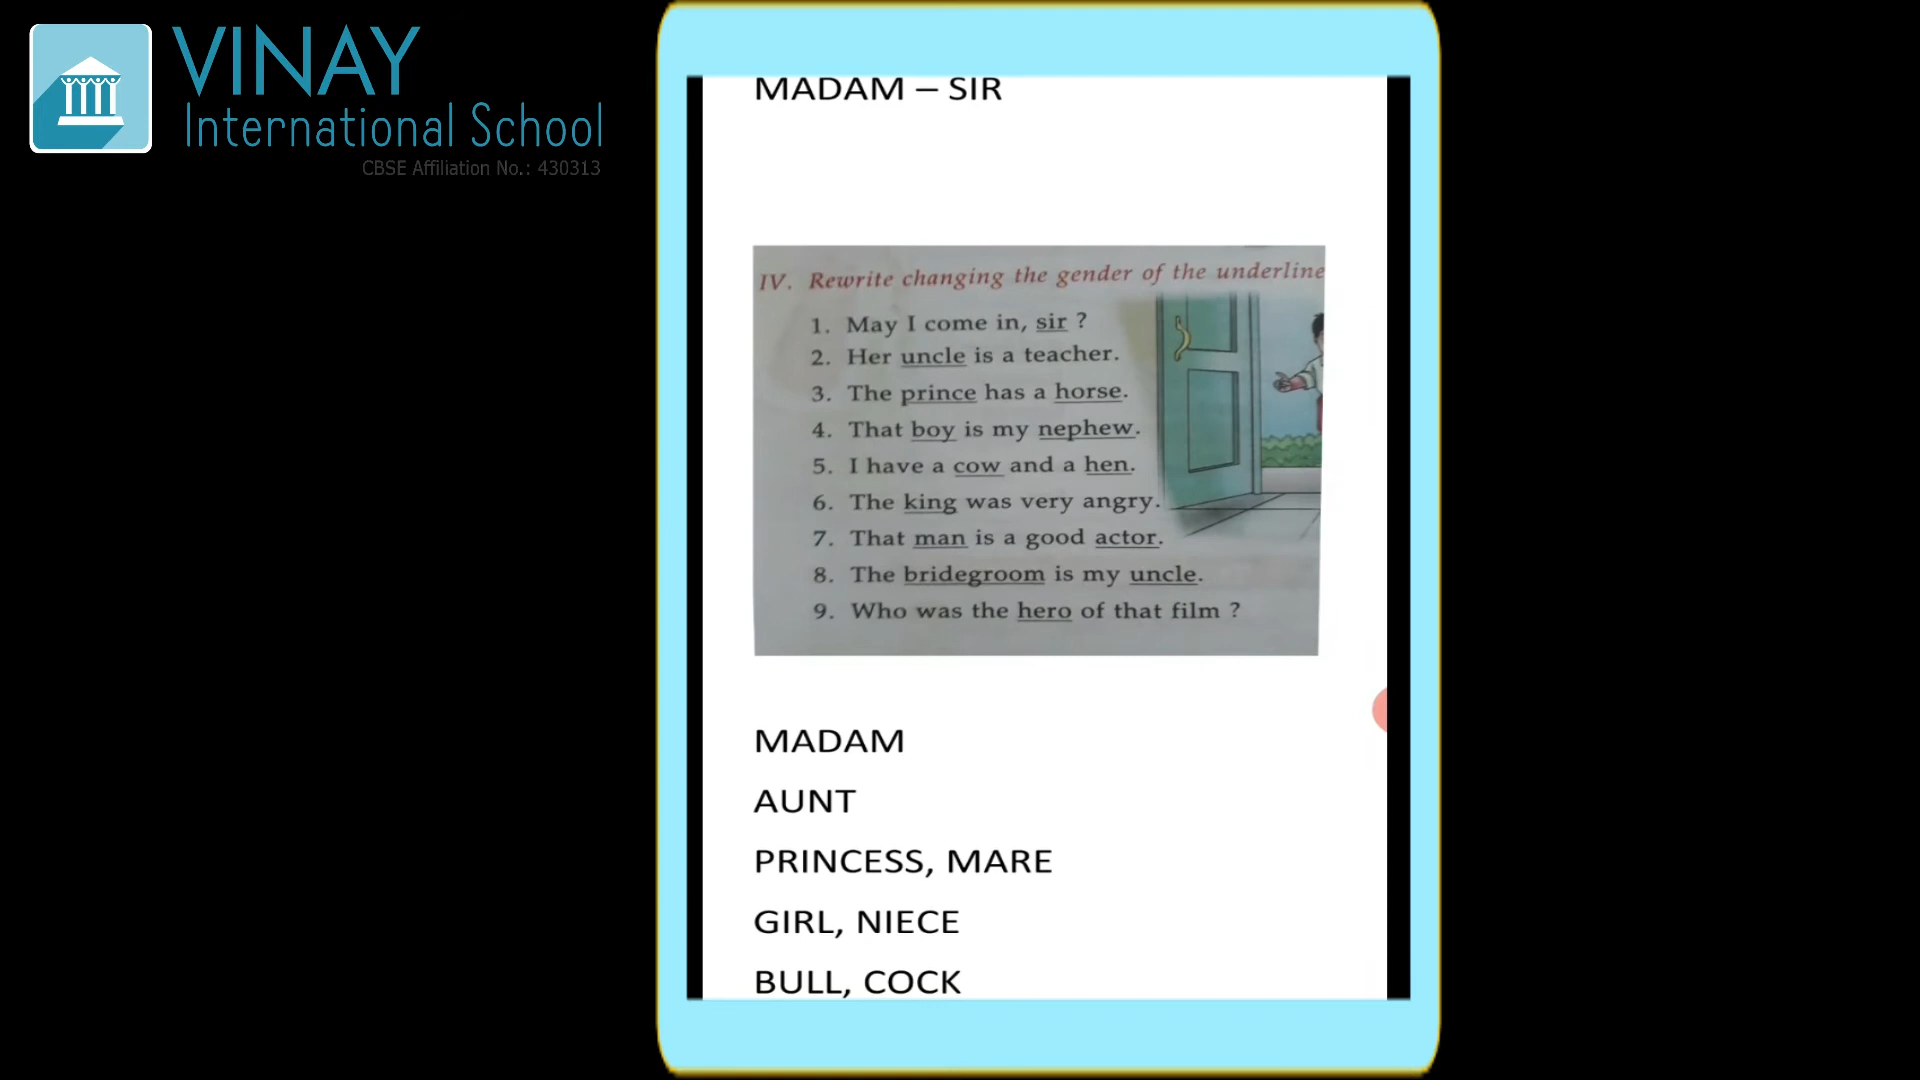 VINAY
International School
CBSE Affiliation No.: 430313
MADAM – SIR
IV. Rewrite changing the gender of the underline
1. May I come in, sir ?
2. Her uncle is a teacher.
3. The prince has a horse.
4. That boy is my nephew.
5. I have a cow and a hen.
6. The king was very angry.
7. That man is a good actor.
8. The bridegroom is my uncle.
9. Who was the hero of that film ?
MADAM
AUNT
PRINCESS, MARE
GIRL, NIECE
BULL, COCK